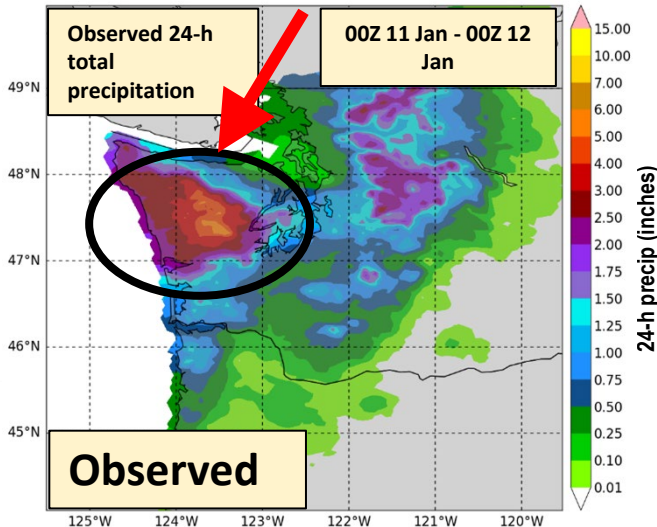 Observed 24-h
total
precipitation
00Z 11 Jan - 00Z 12
Jan
49°N
48°N
47°N
46°N
45°N
Observed
125°W
124°W
123°W
122°W
121°W
120°W
15.00
10.00
7.00
6.00
5.00
4.00
3.00
2.50
2.00
1.75
1.50
1.25
1.00
0.75
0.50
0.25
0.10
0.01
24-h precip (inches)